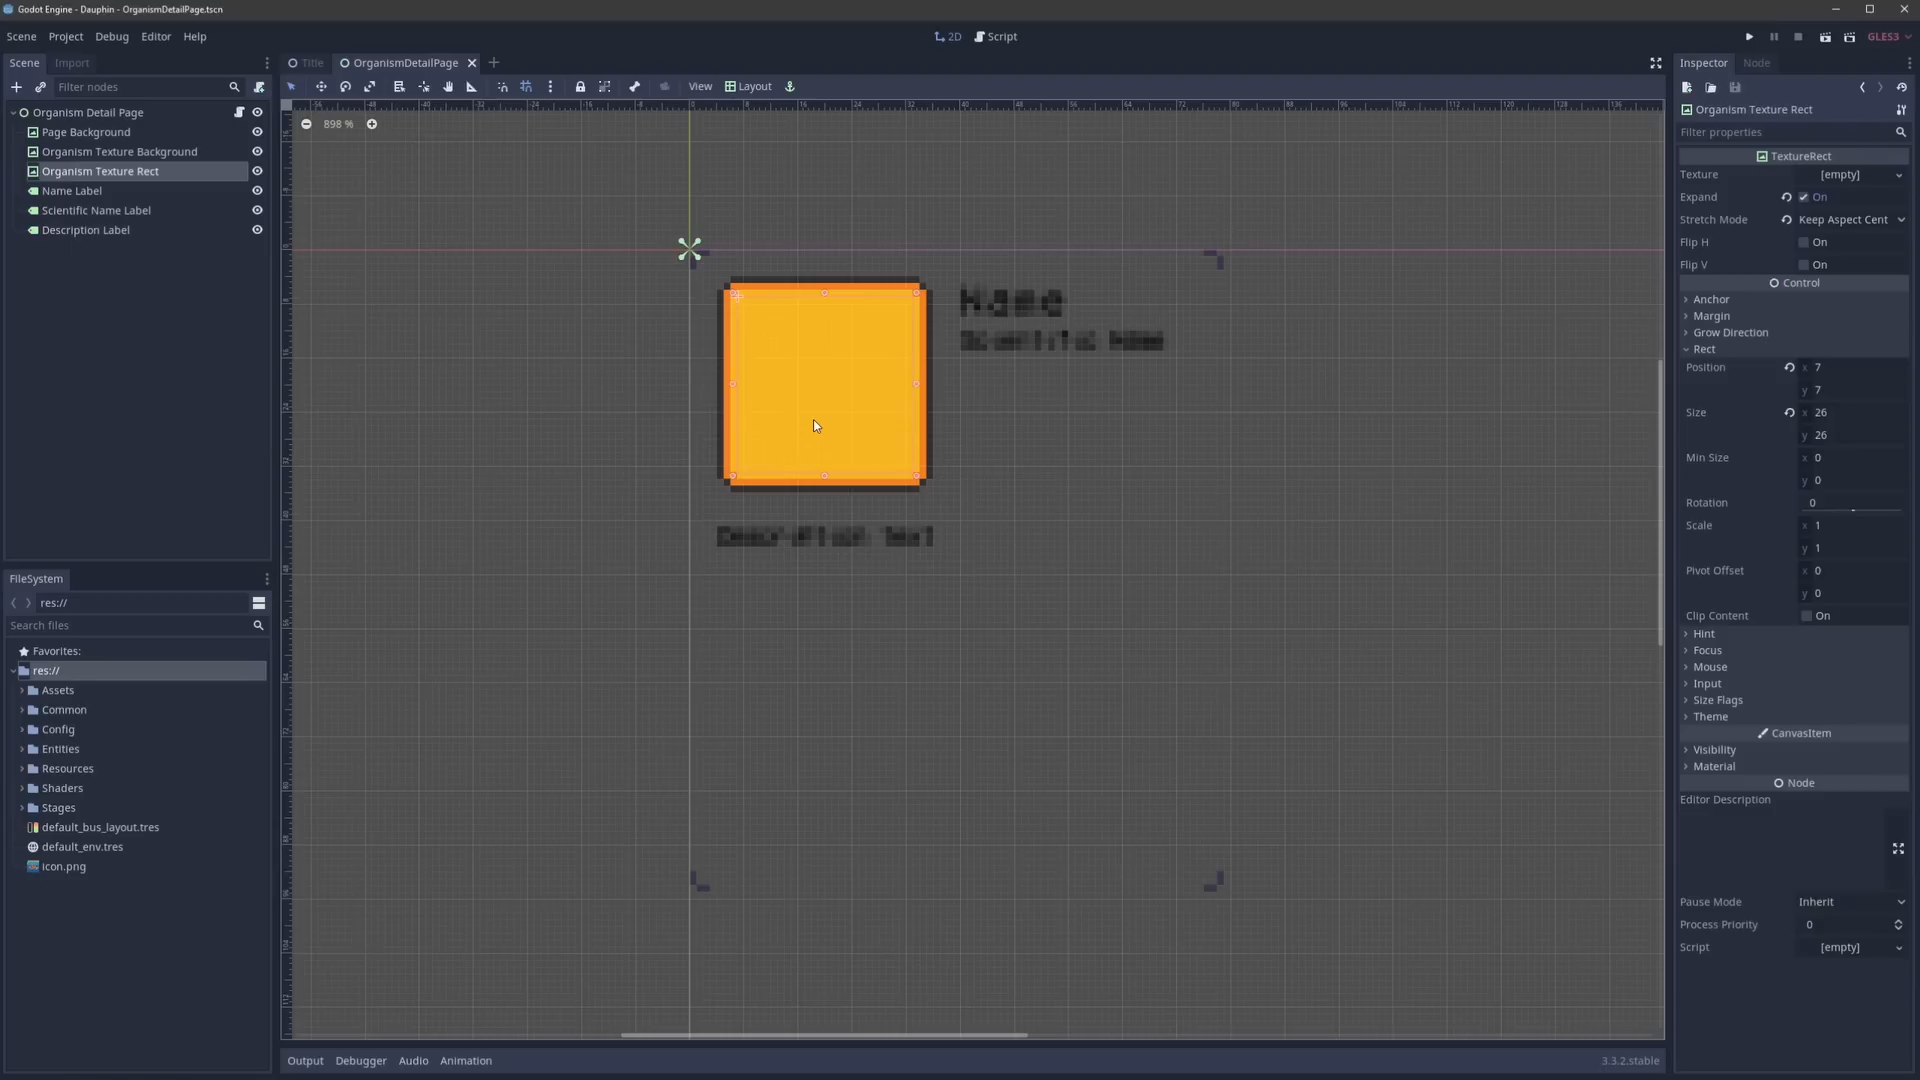 Godot Engine - Dauphin - OrganismDetailPage.tscn
Scene Project Debug Editor Help
2D Script
GLES3
Scene Import
Filter nodes
Organism Detail Page
Page Background
Organism Texture Background
Organism Texture Rect
Name Label
Scientific Name Label
Description Label
FileSystem
res://
Search files
Favorites:
res://
Assets
Common
Config
Entities
Resources
Shaders
Stages
default_bus_layout.tres
default_env.tres
icon.png
Title OrganismDetailPage
View Layout
898 %
Name
Scientific Name
Description Text
Output Debugger Audio Animation
3.3.2.stable
Inspector Node
Organism Texture Rect
Filter properties
TextureRect
Texture [empty]
Expand On
Stretch Mode Keep Aspect Cent
Flip H On
Flip V On
Control
Anchor
Margin
Grow Direction
Rect
Position x 7
y 7
Size x 26
y 26
Min Size x 0
y 0
Rotation 0
Scale x 1
y 1
Pivot Offset x 0
y 0
Clip Content On
Hint
Focus
Mouse
Input
Size Flags
Theme
CanvasItem
Visibility
Material
Node
Editor Description
Pause Mode Inherit
Process Priority 0
Script [empty]